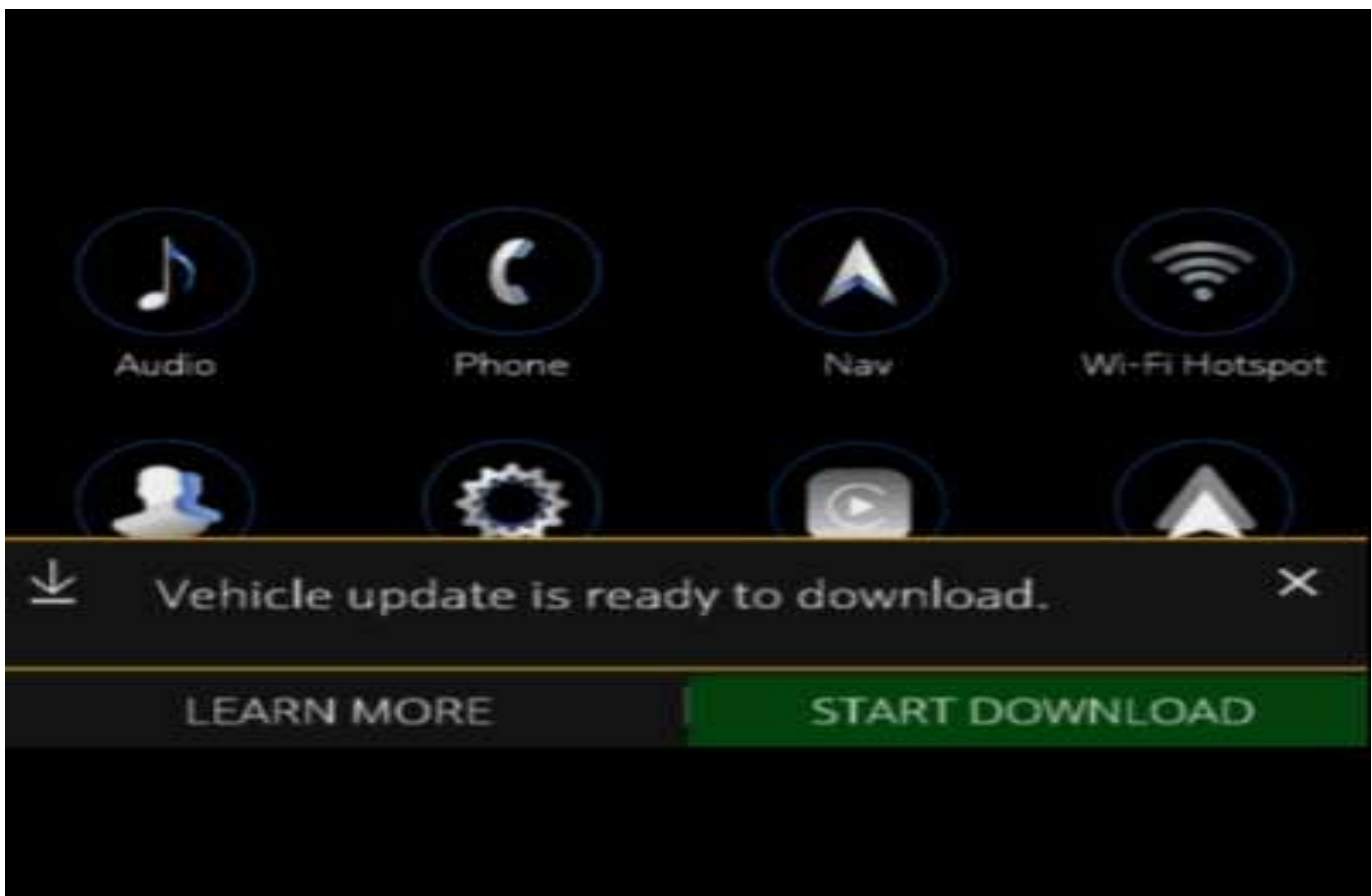 Audio
Phone
Nav
Wi-Fi Hotspot
Vehicle update is ready to download.
LEARN MORE
START DOWNLOAD